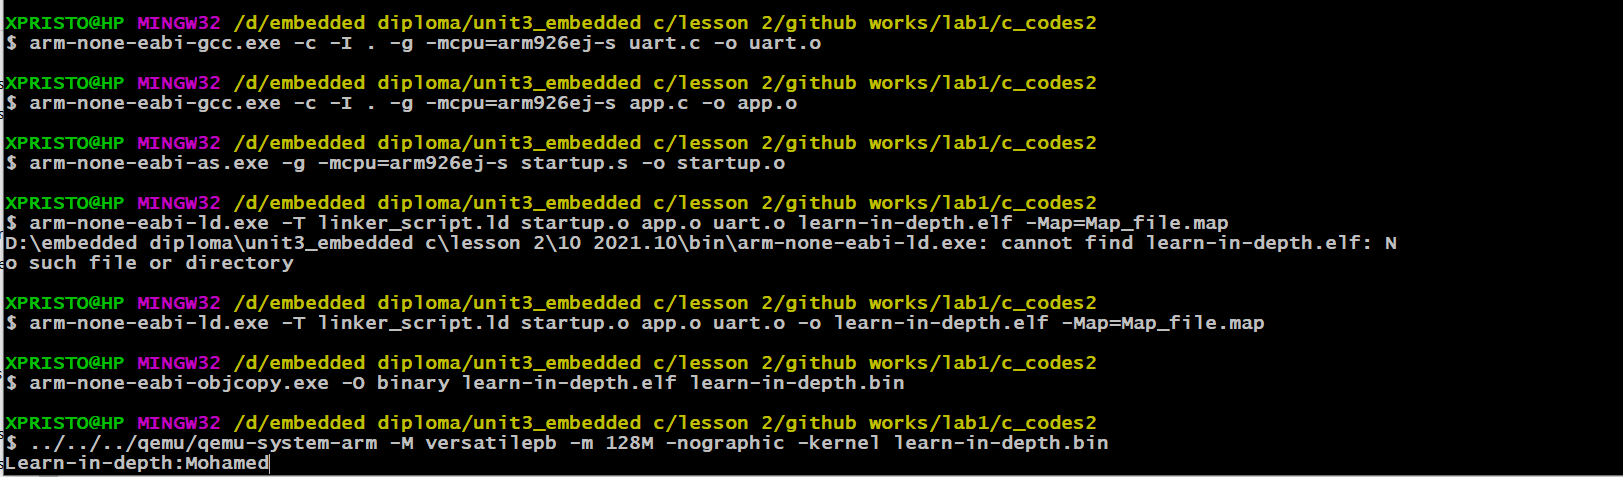 XPRISTO@HP MINGW32 /d/embedded diploma/unit3_embedded c/lesson 2/github works/lab1/c_codes2
$ arm-none-eabi-gcc.exe -c -I . -g -mcpu=arm926ej-s uart.c -o uart.o
XPRISTO@HP MINGW32 /d/embedded diploma/unit3_embedded c/lesson 2/github works/lab1/c_codes2
$ arm-none-eabi-gcc.exe -c -I . -g -mcpu=arm926ej-s app.c -o app.o
XPRISTO@HP MINGW32 /d/embedded diploma/unit3_embedded c/lesson 2/github works/lab1/c_codes2
$ arm-none-eabi-as.exe -g -mcpu=arm926ej-s startup.s -o startup.o
XPRISTO@HP MINGW32 /d/embedded diploma/unit3_embedded c/lesson 2/github works/lab1/c_codes2
$ arm-none-eabi-ld.exe -T linker_script.ld startup.o app.o uart.o learn-in-depth.elf -Map=Map_file.map
D:\embedded diploma\unit3_embedded c\lesson 2\10 2021.10\bin\arm-none-eabi-ld.exe: cannot find learn-in-depth.elf: N
o such file or directory
XPRISTO@HP MINGW32 /d/embedded diploma/unit3_embedded c/lesson 2/github works/lab1/c_codes2
$ arm-none-eabi-ld.exe -T linker_script.ld startup.o app.o uart.o -o learn-in-depth.elf -Map=Map_file.map
XPRISTO@HP MINGW32 /d/embedded diploma/unit3_embedded c/lesson 2/github works/lab1/c_codes2
$ arm-none-eabi-objcopy.exe -O binary learn-in-depth.elf learn-in-depth.bin
XPRISTO@HP MINGW32 /d/embedded diploma/unit3_embedded c/lesson 2/github works/lab1/c_codes2
$ ../../../qemu/qemu-system-arm -M versatilepb -m 128M -nographic -kernel learn-in-depth.bin
Learn-in-depth:Mohamed